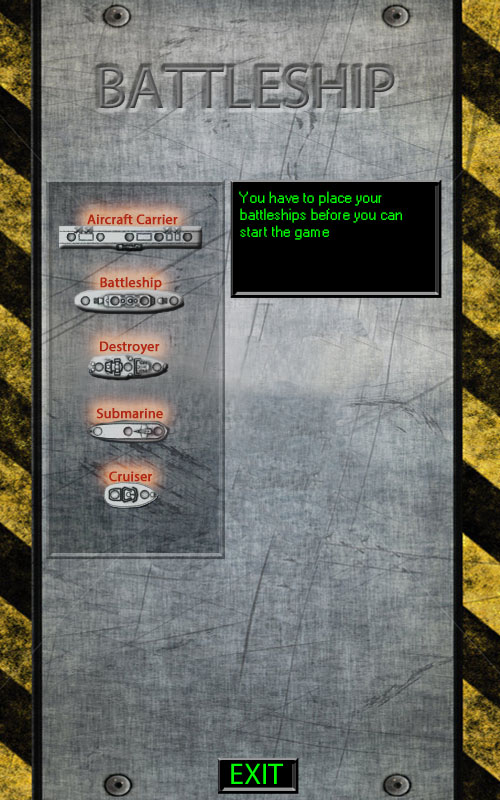 BATTLESHIP
Aircraft Carrier
Battleship
Destroyer
Submarine
Cruiser
You have to place your
battleships before you can
start the game
EXIT